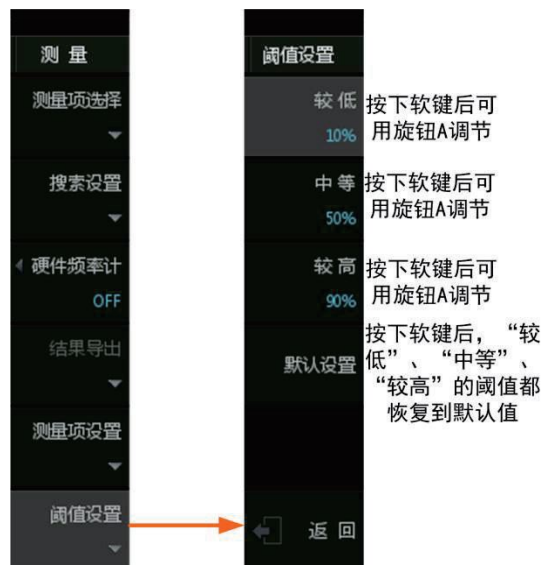 测 量
测量项选择
搜索设置
硬件频率计
OFF
结果导出
测量项设置
阈值设置
阈值设置
较 低
10%
按下软键后可
用旋钮A调节
中 等
50%
按下软键后可
用旋钮A调节
较 高
90%
按下软键后可
用旋钮A调节
默认设置
按下软键后，“较
低”、“中等”、
“较高”的阈值都
恢复到默认值
返 回